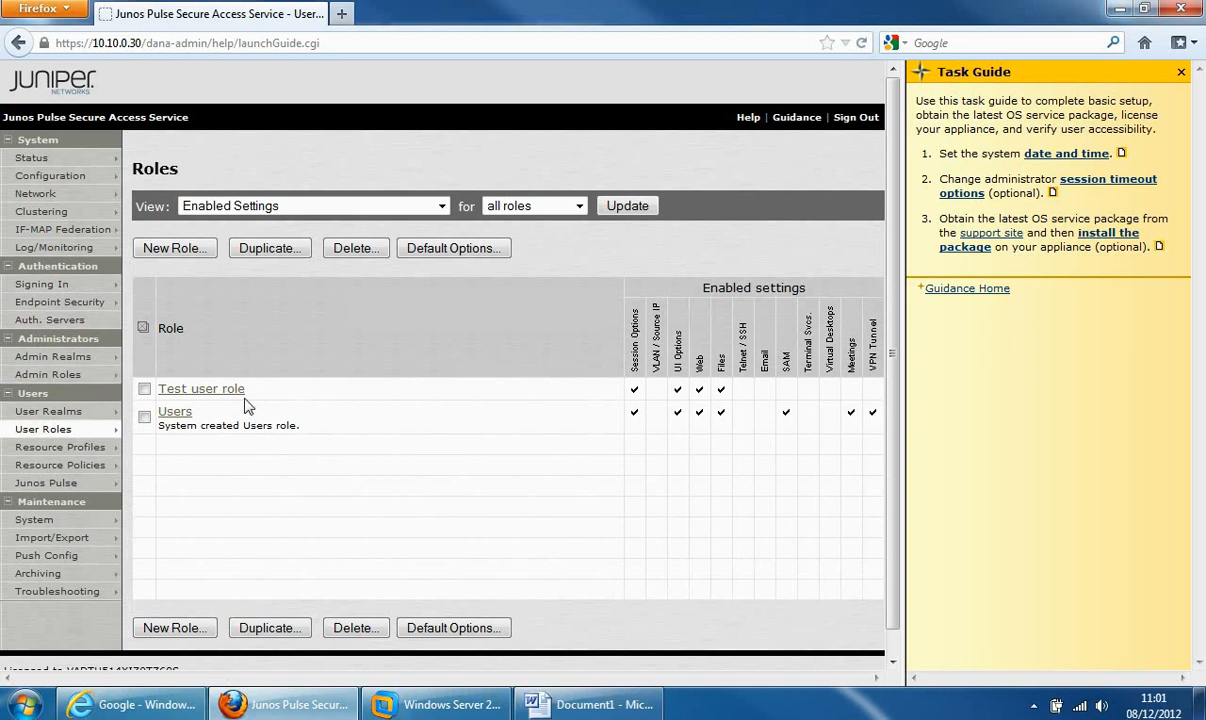 Firefox
Junos Pulse Secure Access Service - User...
https://10.10.0.30/dana-admin/help/launchGuide.cgi
Google
JUNIPER
NETWORKS
Junos Pulse Secure Access Service
Help | Guidance | Sign Out
System
Status
Configuration
Network
Clustering
IF-MAP Federation
Log/Monitoring
Authentication
Signing In
Endpoint Security
Auth. Servers
Administrators
Admin Realms
Admin Roles
Users
User Realms
User Roles
Resource Profiles
Resource Policies
Junos Pulse
Maintenance
System
Import/Export
Push Config
Archiving
Troubleshooting
Roles
View: Enabled Settings for all roles Update
New Role... Duplicate... Delete... Default Options...
Enabled settings
Role
Session Options
VLAN / Source IP
UI Options
Web
Files
Telnet / SSH
Email
SAM
Terminal Svcs.
Virtual Desktops
Meetings
VPN Tunnel
Test user role
Users
System created Users role.
New Role... Duplicate... Delete... Default Options...
Task Guide
Use this task guide to complete basic setup,
obtain the latest OS service package, license
your appliance, and verify user accessibility.
1. Set the system date and time.
2. Change administrator session timeout
options (optional).
3. Obtain the latest OS service package from
the support site and then install the
package on your appliance (optional).
Guidance Home
Google - Window...
Junos Pulse Secur...
Windows Server 2...
Document1 - Mic...
11:01
08/12/2012